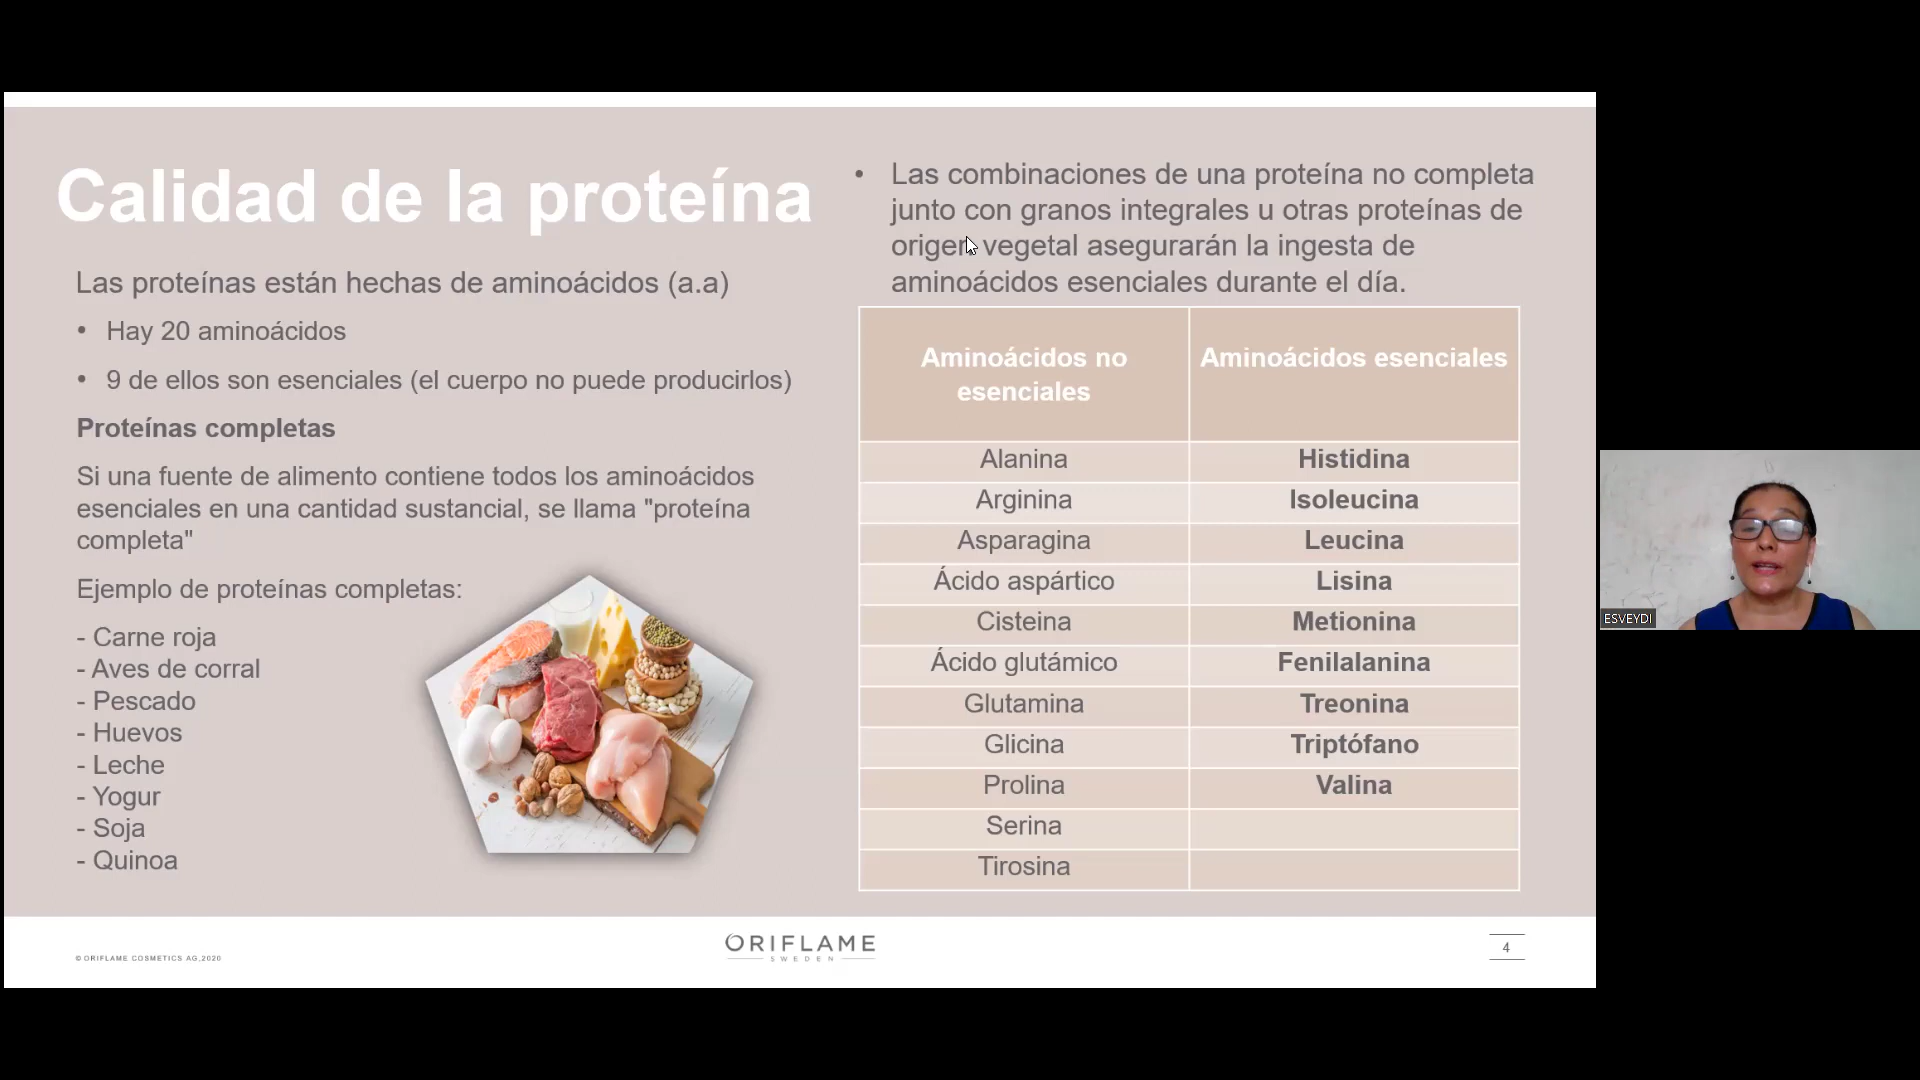 Calidad de la proteína
Las proteínas están hechas de aminoácidos (a.a)
• Hay 20 aminoácidos
• 9 de ellos son esenciales (el cuerpo no puede producirlos)
Proteínas completas
Si una fuente de alimento contiene todos los aminoácidos
esenciales en una cantidad sustancial, se llama "proteína
completa"
Ejemplo de proteínas completas:
- Carne roja
- Aves de corral
- Pescado
- Huevos
- Leche
- Yogur
- Soja
- Quinoa
• Las combinaciones de una proteína no completa
junto con granos integrales u otras proteínas de
origen vegetal asegurarán la ingesta de
aminoácidos esenciales durante el día.
Aminoácidos no
esenciales
Aminoácidos esenciales
Alanina Histidina
Arginina Isoleucina
Asparagina Leucina
Ácido aspártico Lisina
Cisteina Metionina
Ácido glutámico Fenilalanina
Glutamina Treonina
Glicina Triptófano
Prolina Valina
Serina
Tirosina
ESVEYDI
© ORIFLAME COSMETICS AG,2020
ORIFLAME
SWEDEN
4